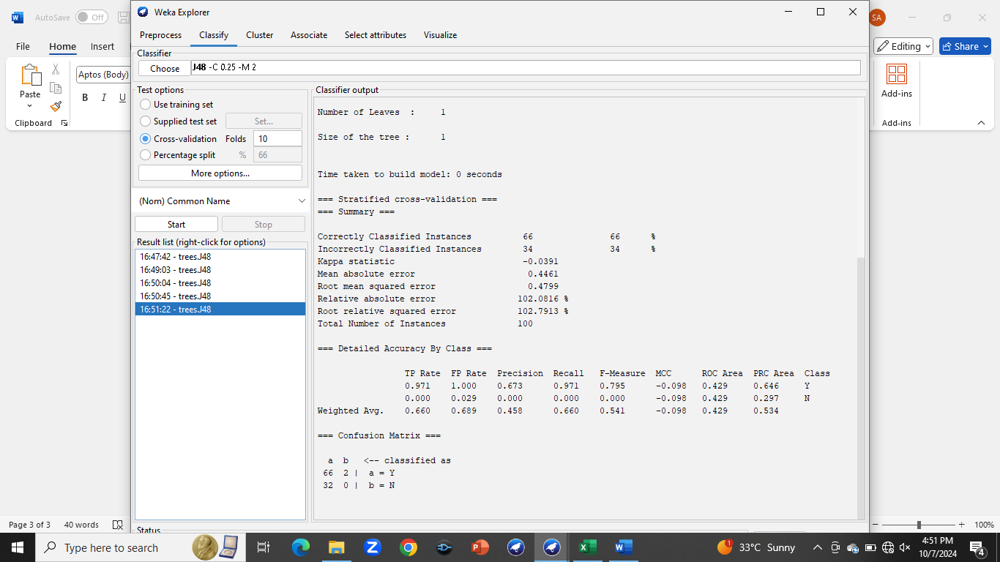 AutoSave Off
Weka Explorer
SA
File Home Insert
Preprocess Classify Cluster Associate Select attributes Visualize
Editing Share
Classifier
Choose J48 -C 0.25 -M 2
Paste
Aptos (Body)
B I U
Clipboard
Add-ins
Add-ins
Test options
Use training set
Supplied test set Set...
Cross-validation Folds 10
Percentage split % 66
More options...
(Nom) Common Name
Start Stop
Result list (right-click for options)
16:47:42 - trees.J48
16:49:03 - trees.J48
16:50:04 - trees.J48
16:50:45 - trees.J48
16:51:22 - trees.J48
Classifier output
Number of Leaves : 1
Size of the tree : 1
Time taken to build model: 0 seconds
=== Stratified cross-validation ===
=== Summary ===
Correctly Classified Instances 66 66 %
Incorrectly Classified Instances 34 34 %
Kappa statistic -0.0391
Mean absolute error 0.4461
Root mean squared error 0.4799
Relative absolute error 102.0816 %
Root relative squared error 102.7913 %
Total Number of Instances 100
=== Detailed Accuracy By Class ===
TP Rate FP Rate Precision Recall F-Measure MCC ROC Area PRC Area Class
0.971 1.000 0.673 0.971 0.795 -0.098 0.429 0.646 Y
0.000 0.029 0.000 0.000 0.000 -0.098 0.429 0.297 N
Weighted Avg. 0.660 0.689 0.458 0.660 0.541 -0.098 0.429 0.534
=== Confusion Matrix ===
a b <-- classified as
66 2 | a = Y
32 0 | b = N
Status
Page 3 of 3 40 words
100%
Type here to search
33°C Sunny
4:51 PM
10/7/2024
4